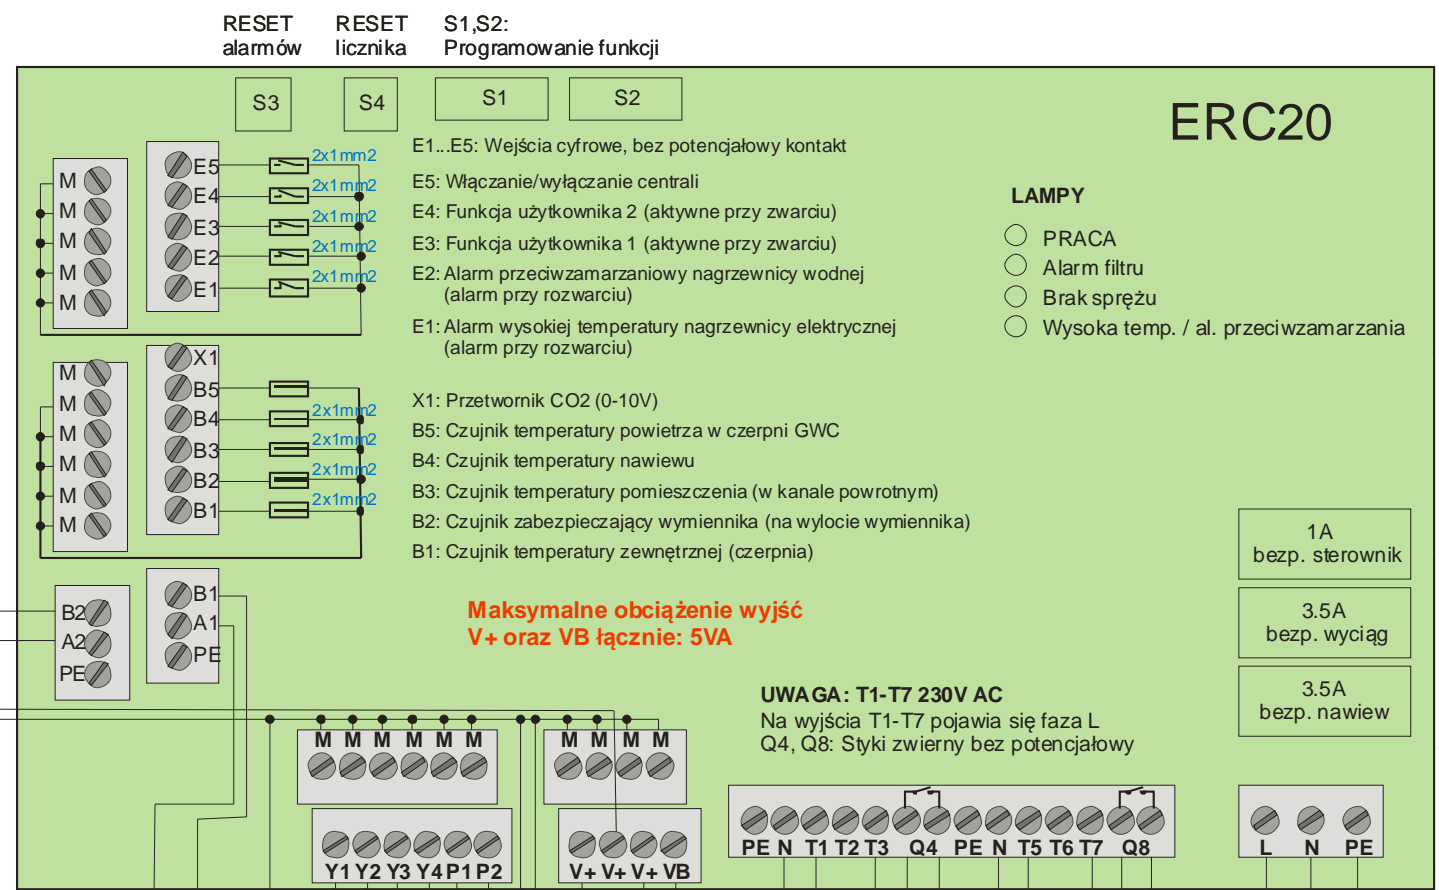 RESET RESET S1,S2:
alarmów licznika Programowanie funkcji
S3 S4 S1 S2
ERC20
M
M
M
M
M
E5
E4
E3
E2
E1
2x1mm2
2x1mm2
2x1mm2
2x1mm2
2x1mm2
E1...E5: Wejścia cyfrowe, bez potencjałowy kontakt
E5: Włączanie/wyłączanie centrali
E4: Funkcja użytkownika 2 (aktywne przy zwarciu)
E3: Funkcja użytkownika 1 (aktywne przy zwarciu)
E2: Alarm przeciwzamarzaniowy nagrzewnicy wodnej
(alarm przy rozwarciu)
E1: Alarm wysokiej temperatury nagrzewnicy elektrycznej
(alarm przy rozwarciu)
LAMPY
PRACA
Alarm filtru
Brak sprężu
Wysoka temp. / al. przeciwzamarzania
M
M
M
M
M
M
X1
B5
B4
B3
B2
B1
2x1mm2
2x1mm2
2x1mm2
2x1mm2
X1: Przetwornik CO2 (0-10V)
B5: Czujnik temperatury powietrza w czerpni GWC
B4: Czujnik temperatury nawiewu
B3: Czujnik temperatury pomieszczenia (w kanale powrotnym)
B2: Czujnik zabezpieczający wymiennika (na wylocie wymiennika)
B1: Czujnik temperatury zewnętrznej (czerpnia)
1A
bezp. sterownik
3.5A
bezp. wyciąg
3.5A
bezp. nawiew
B2
A2
PE
B1
A1
PE
Maksymalne obciążenie wyjść
V+ oraz VB łącznie: 5VA
UWAGA: T1-T7 230V AC
Na wyjścia T1-T7 pojawia się faza L
Q4, Q8: Styki zwierny bez potencjałowy
M M M M M M
M M M M
Y1 Y2 Y3 Y4 P1 P2
V+ V+ V+ VB
PE N T1 T2 T3 Q4 PE N T5 T6 T7 Q8
L N PE